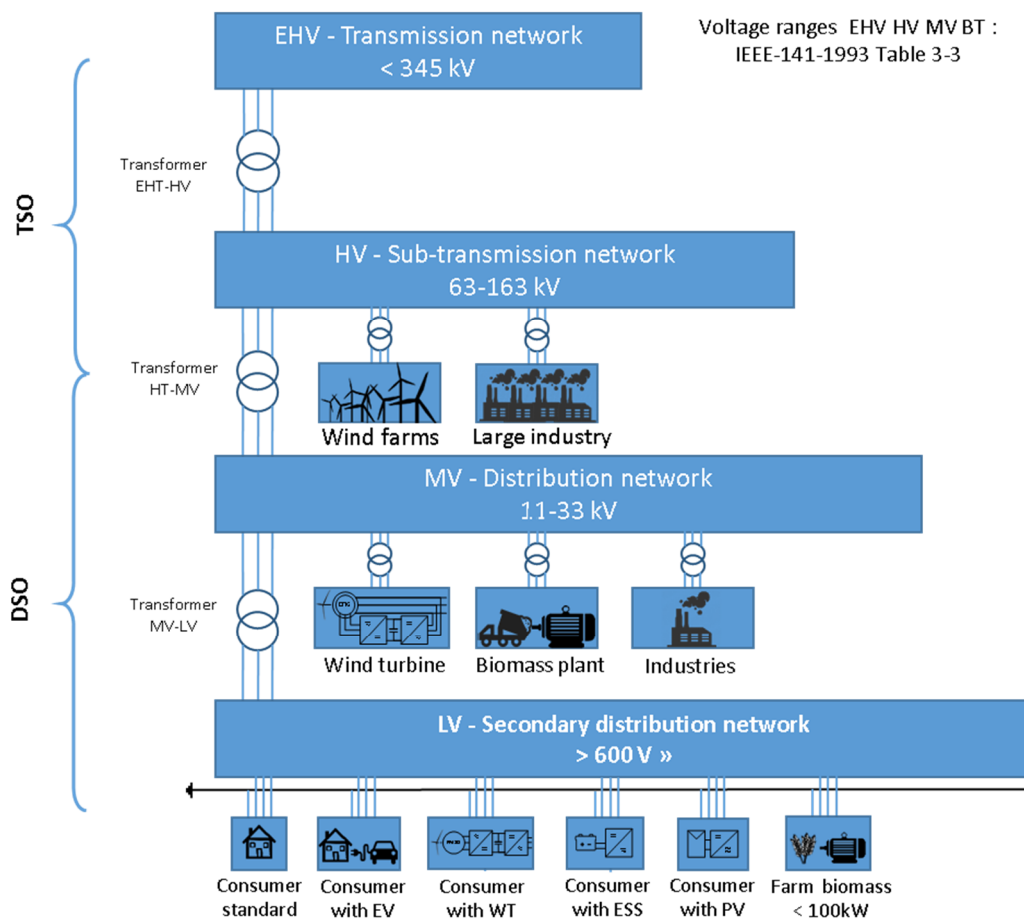 EHV - Transmission network
< 345 kV
Voltage ranges EHV HV MV BT :
IEEE-141-1993 Table 3-3
Transformer
EHT-HV
TSO
HV - Sub-transmission network
63-163 kV
Transformer
HT-MV
Wind farms
Large industry
MV - Distribution network
11-33 kV
DSO
Transformer
MV-LV
Wind turbine
Biomass plant
Industries
LV - Secondary distribution network
> 600 V »
Consumer
standard
Consumer
with EV
Consumer
with WT
Consumer
with ESS
Consumer
with PV
Farm biomass
< 100kW